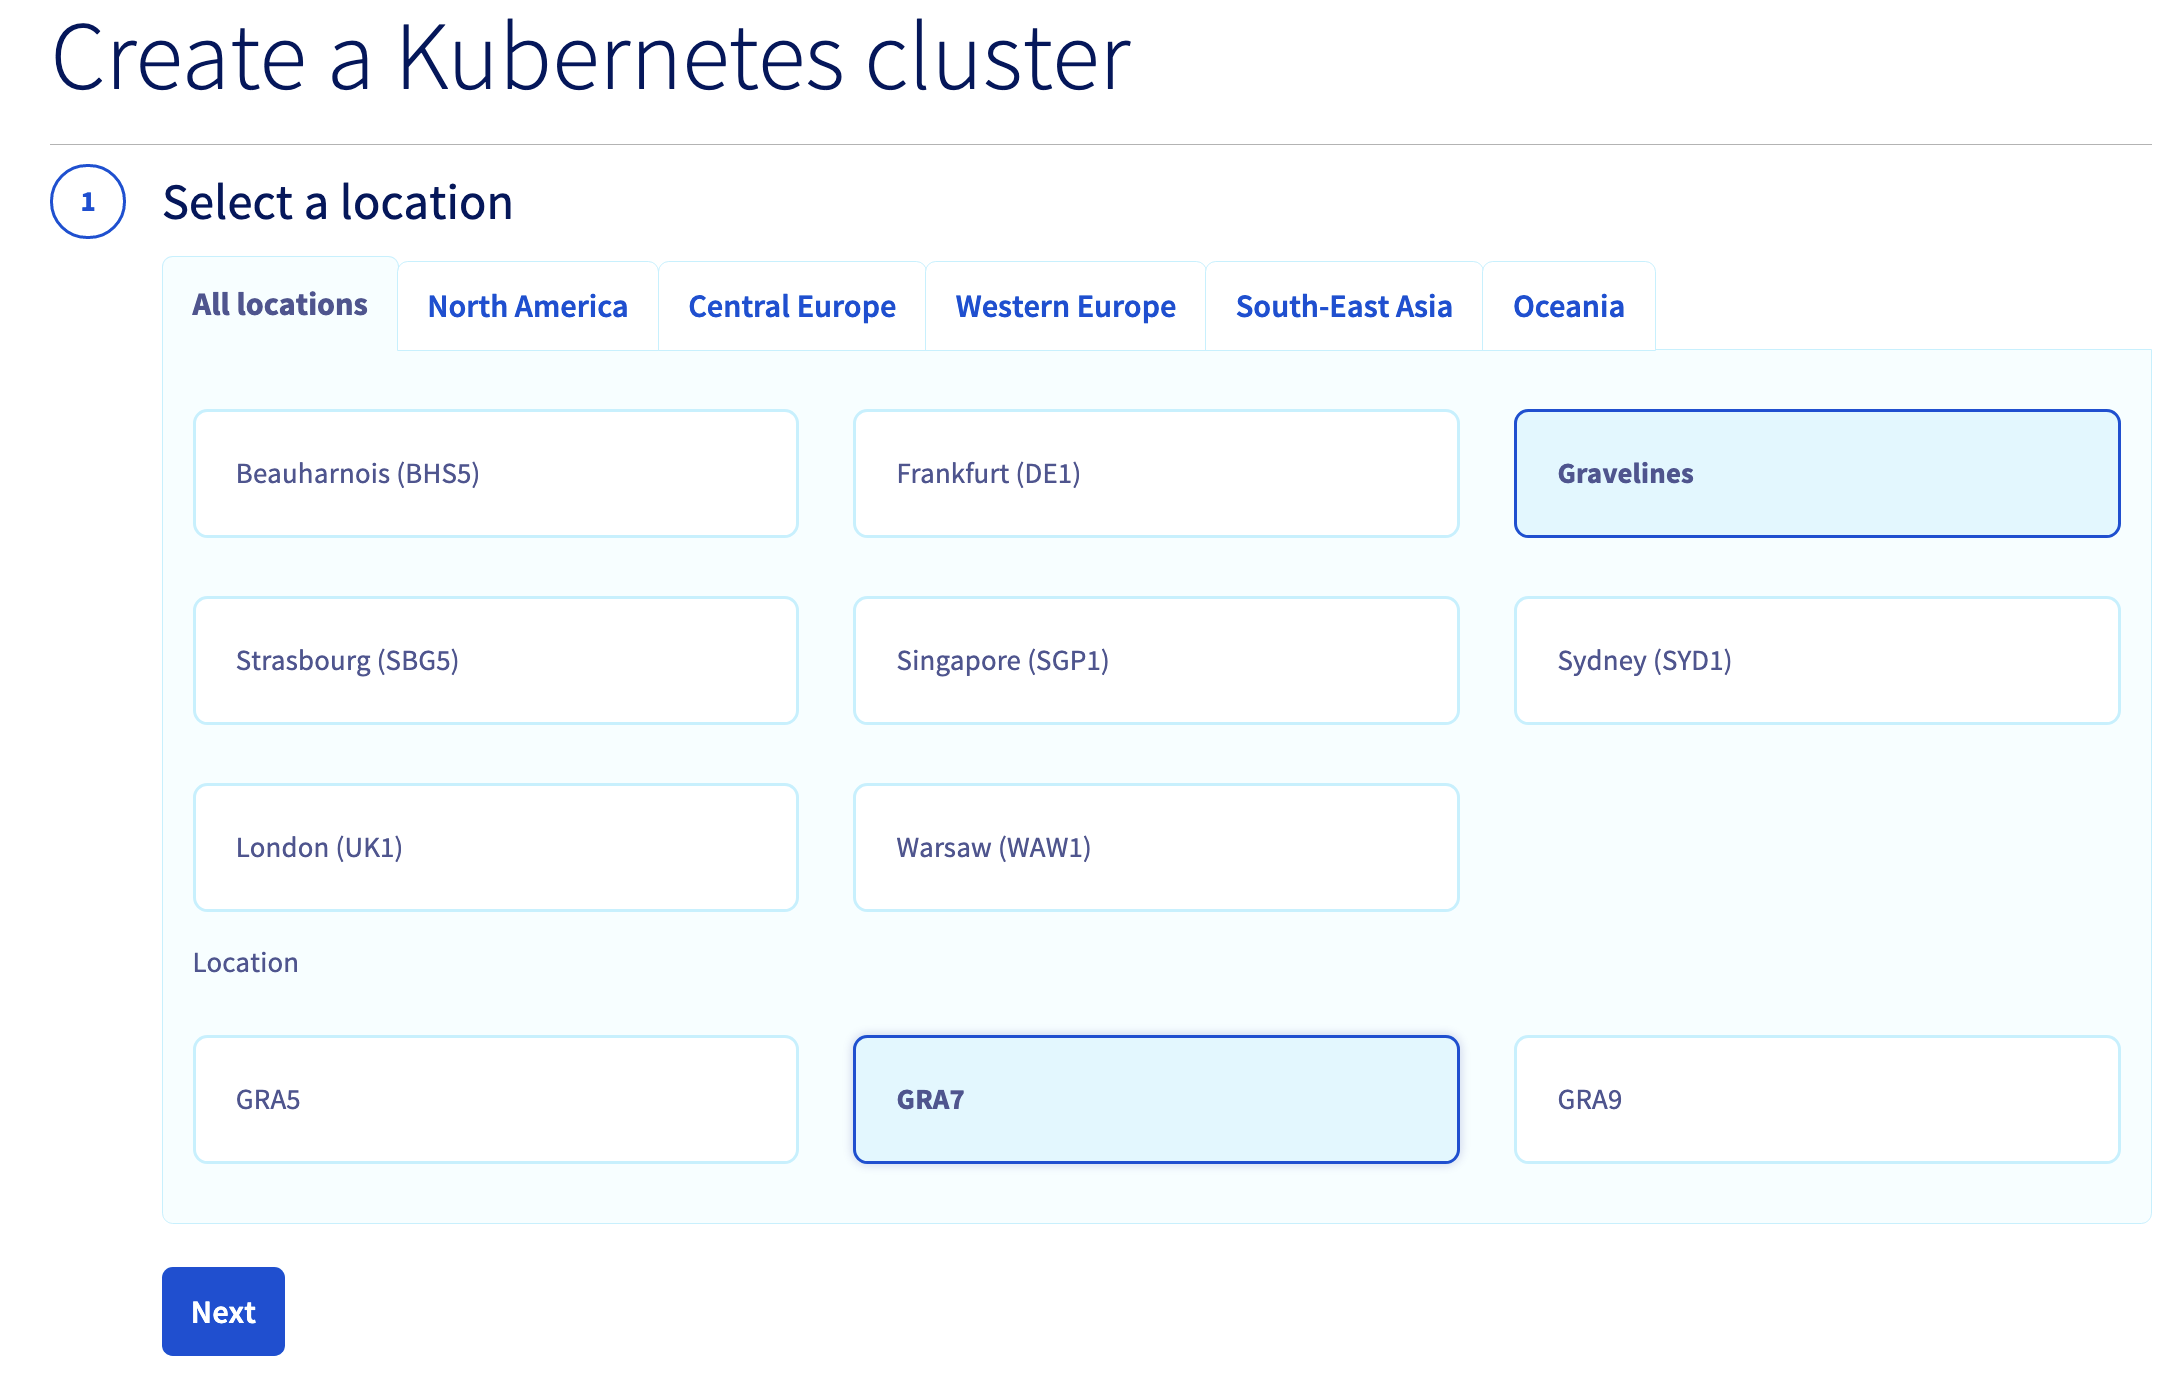 Create a Kubernetes cluster
1 Select a location
All locations North America Central Europe Western Europe South-East Asia Oceania
Beauharnois (BHS5) Frankfurt (DE1) Gravelines
Strasbourg (SBG5) Singapore (SGP1) Sydney (SYD1)
London (UK1) Warsaw (WAW1)
Location
GRA5 GRA7 GRA9
Next